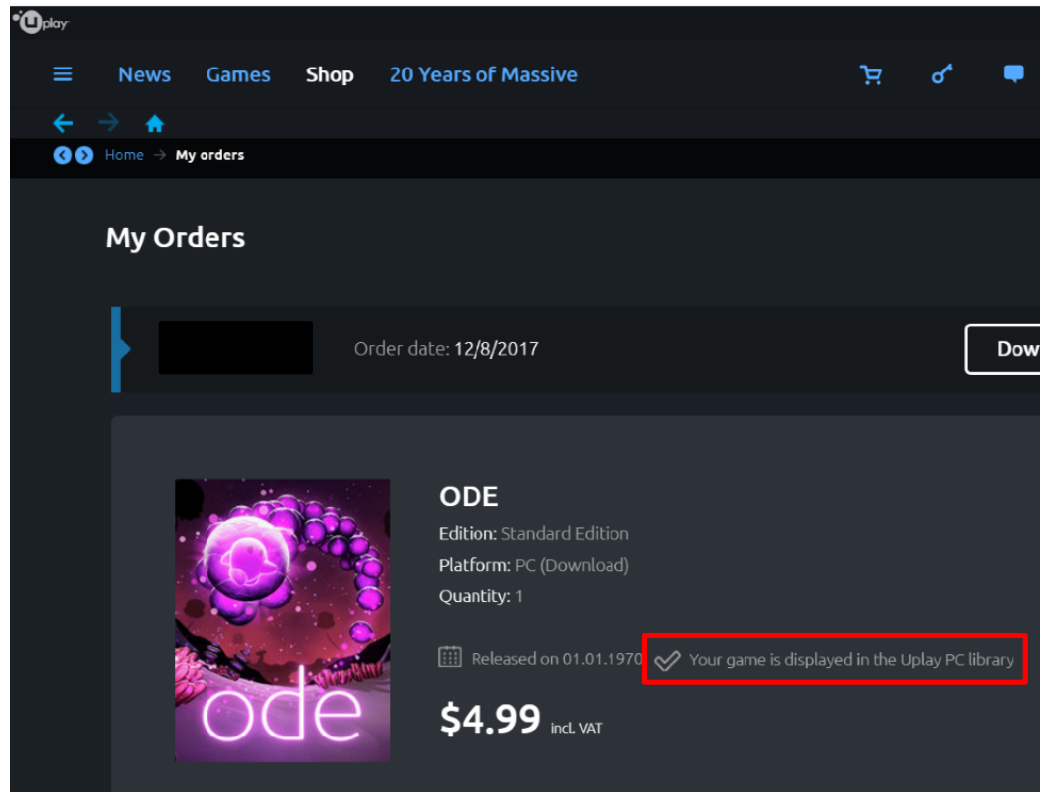 Uplay
News Games Shop 20 Years of Massive
Home → My orders
My Orders
Order date: 12/8/2017
Dow
ODE
Edition: Standard Edition
Platform: PC (Download)
Quantity: 1
Released on 01.01.1970 Your game is displayed in the Uplay PC library
$4.99 incl. VAT
ode